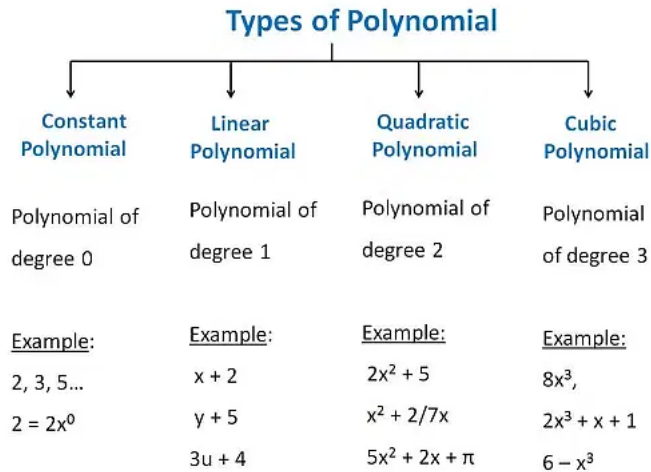 Types of Polynomial
Constant
Polynomial
Polynomial of
degree 0
Example:
2, 3, 5...
2 = 2x⁰
Linear
Polynomial
Polynomial of
degree 1
Example:
x + 2
y + 5
3u + 4
Quadratic
Polynomial
Polynomial of
degree 2
Example:
2x² + 5
x² + 2/7x
5x² + 2x + π
Cubic
Polynomial
Polynomial
of degree 3
Example:
8x³,
2x³ + x + 1
6 – x³